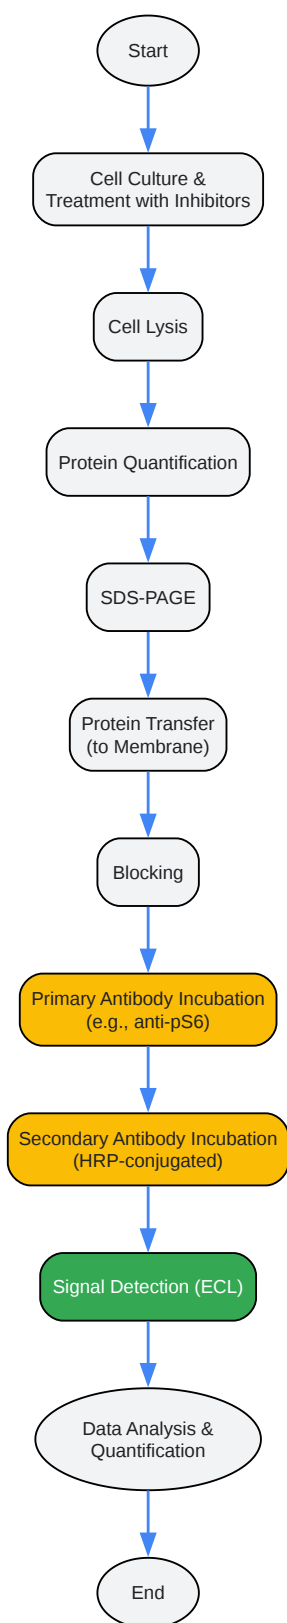 Start
Cell Culture &
Treatment with Inhibitors
Cell Lysis
Protein Quantification
SDS-PAGE
Protein Transfer
(to Membrane)
Blocking
Primary Antibody Incubation
(e.g., anti-pS6)
Secondary Antibody Incubation
(HRP-conjugated)
Signal Detection (ECL)
Data Analysis &
Quantification
End